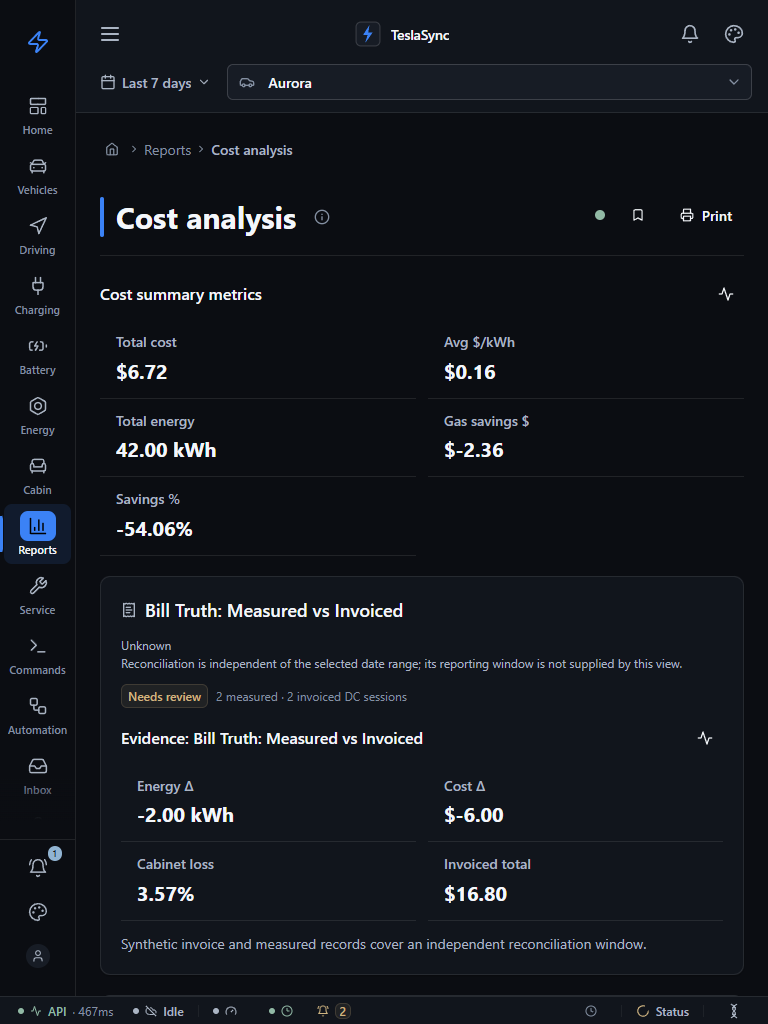 TeslaSync
Last 7 days
Aurora
Home
Vehicles
Driving
Charging
Battery
Energy
Cabin
Reports
Service
Commands
Automation
Inbox
1
Reports
Cost analysis
Cost analysis
Print
Cost summary metrics
Total cost
$6.72
Avg $/kWh
$0.16
Total energy
42.00 kWh
Gas savings $
$-2.36
Savings %
-54.06%
Bill Truth: Measured vs Invoiced
Unknown
Reconciliation is independent of the selected date range; its reporting window is not supplied by this view.
Needs review
2 measured · 2 invoiced DC sessions
Evidence: Bill Truth: Measured vs Invoiced
Energy Δ
-2.00 kWh
Cost Δ
$-6.00
Cabinet loss
3.57%
Invoiced total
$16.80
Synthetic invoice and measured records cover an independent reconciliation window.
API · 467ms
Idle
2
Status